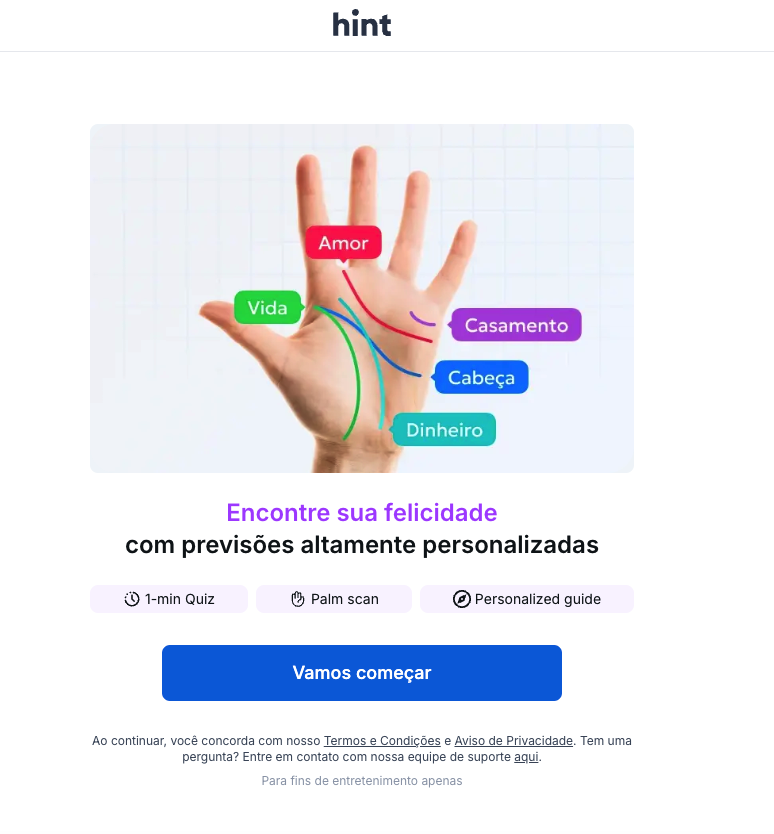 hint
Amor
Vida
Casamento
Cabeça
Dinheiro
Encontre sua felicidade
com previsões altamente personalizadas
1-min Quiz
Palm scan
Personalized guide
Vamos começar
Ao continuar, você concorda com nosso Termos e Condições e Aviso de Privacidade. Tem uma
pergunta? Entre em contato com nossa equipe de suporte aqui.
Para fins de entretenimento apenas